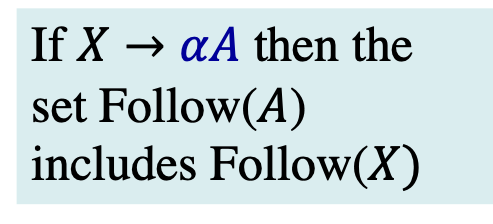 If X → αA then the
set Follow(A)
includes Follow(X)